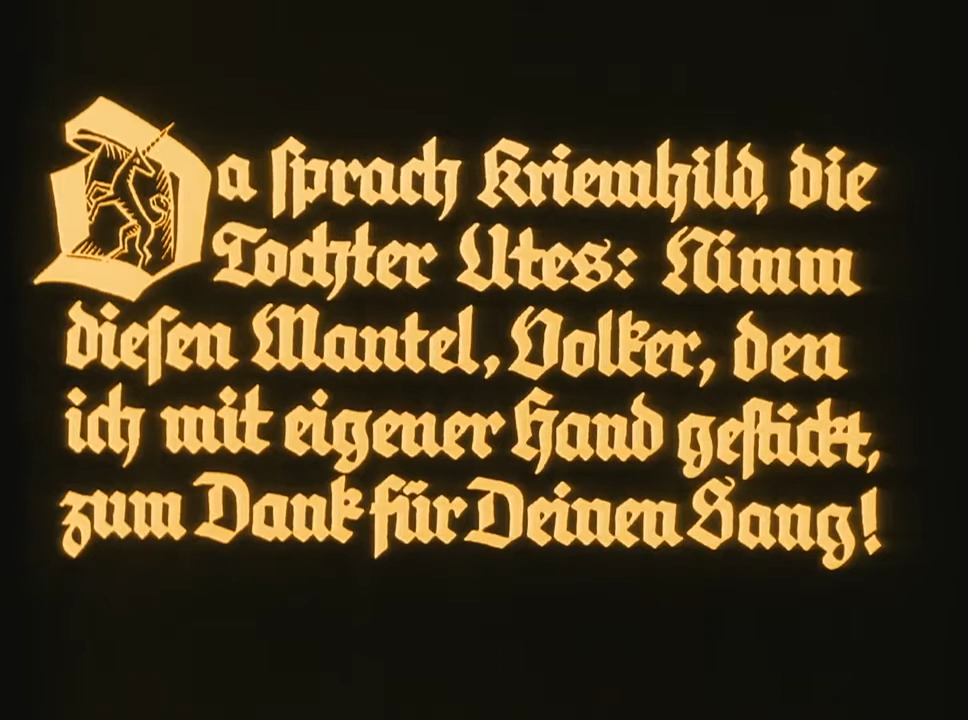 Da ſprach Kriemhild, die
Tochter Utes: Nimm
dieſen Mantel, Volker, den
ich mit eigener Hand geſtickt,
zum Dank für Deinen Sang!